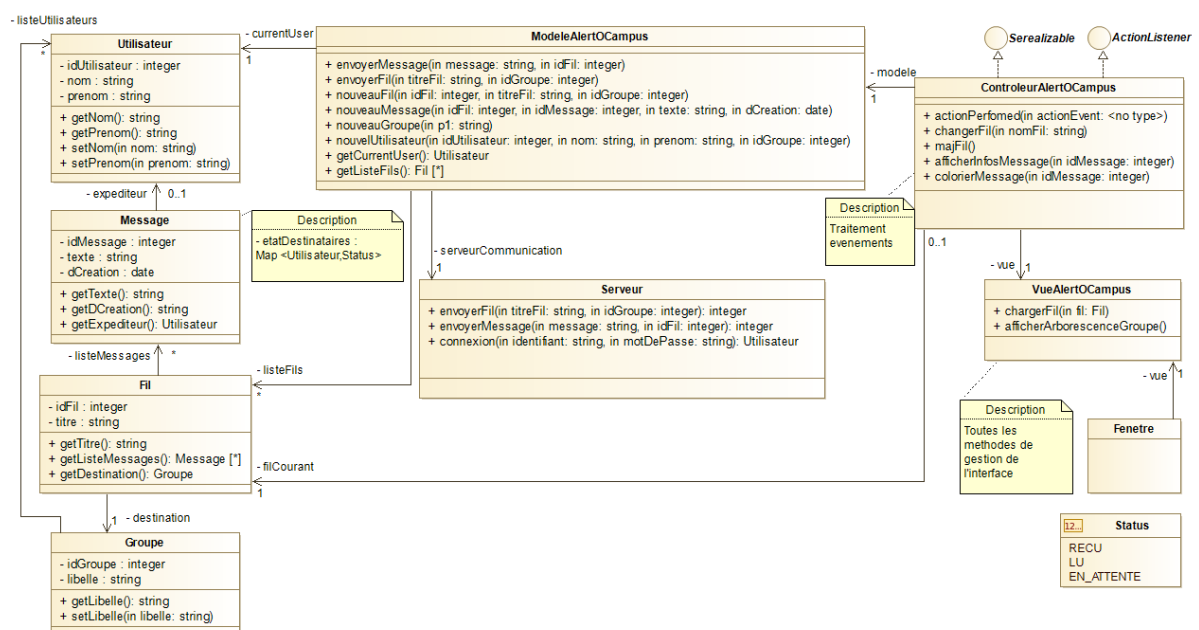 - listeUtilisateurs
*
Utilisateur
- idUtilisateur : integer
- nom : string
- prenom : string
+ getNom(): string
+ getPrenom(): string
+ setNom(in nom: string)
+ setPrenom(in prenom: string)
- currentUser
1
ModeleAlertOCampus
+ envoyerMessage(in message: string, in idFil: integer)
+ envoyerFil(in titreFil: string, in idGroupe: integer)
+ nouveauFil(in idFil: integer, in titreFil: string, in idGroupe: integer)
+ nouveauMessage(in idFil: integer, in idMessage: integer, in texte: string, in dCreation: date)
+ nouveauGroupe(in p1: string)
+ nouvelUtilisateur(in idUtilisateur: integer, in nom: string, in prenom: string, in idGroupe: integer)
+ getCurrentUser(): Utilisateur
+ getListeFils(): Fil [*]
- modele
1
Serealizable
ActionListener
ControleurAlertOCampus
+ actionPerfomed(in actionEvent: <no type>)
+ changerFil(in nomFil: string)
+ majFil()
+ afficherInfosMessage(in idMessage: integer)
+ colorierMessage(in idMessage: integer)
- expediteur
0..1
Message
- idMessage : integer
- texte : string
- dCreation : date
+ getTexte(): string
+ getDCreation(): string
+ getExpediteur(): Utilisateur
Description
- etatDestinataires :
Map <Utilisateur,Status>
Description
Traitement
evenements
0..1
- serveurCommunication
1
- vue
1
Serveur
+ envoyerFil(in titreFil: string, in idGroupe: integer): integer
+ envoyerMessage(in message: string, in idFil: integer): integer
+ connexion(in identifiant: string, in motDePasse: string): Utilisateur
VueAlertOCampus
+ chargerFil(in fil: Fil)
+ afficherArborescenceGroupe()
- listeMessages
*
- listeFils
*
- vue
1
Fil
- idFil : integer
- titre : string
+ getTitre(): string
+ getListeMessages(): Message [*]
+ getDestination(): Groupe
- filCourant
1
Description
Toutes les
methodes de
gestion de
l'interface
Fenetre
1
- destination
Groupe
- idGroupe : integer
- libelle : string
+ getLibelle(): string
+ setLibelle(in libelle: string)
12...
Status
RECU
LU
EN_ATTENTE